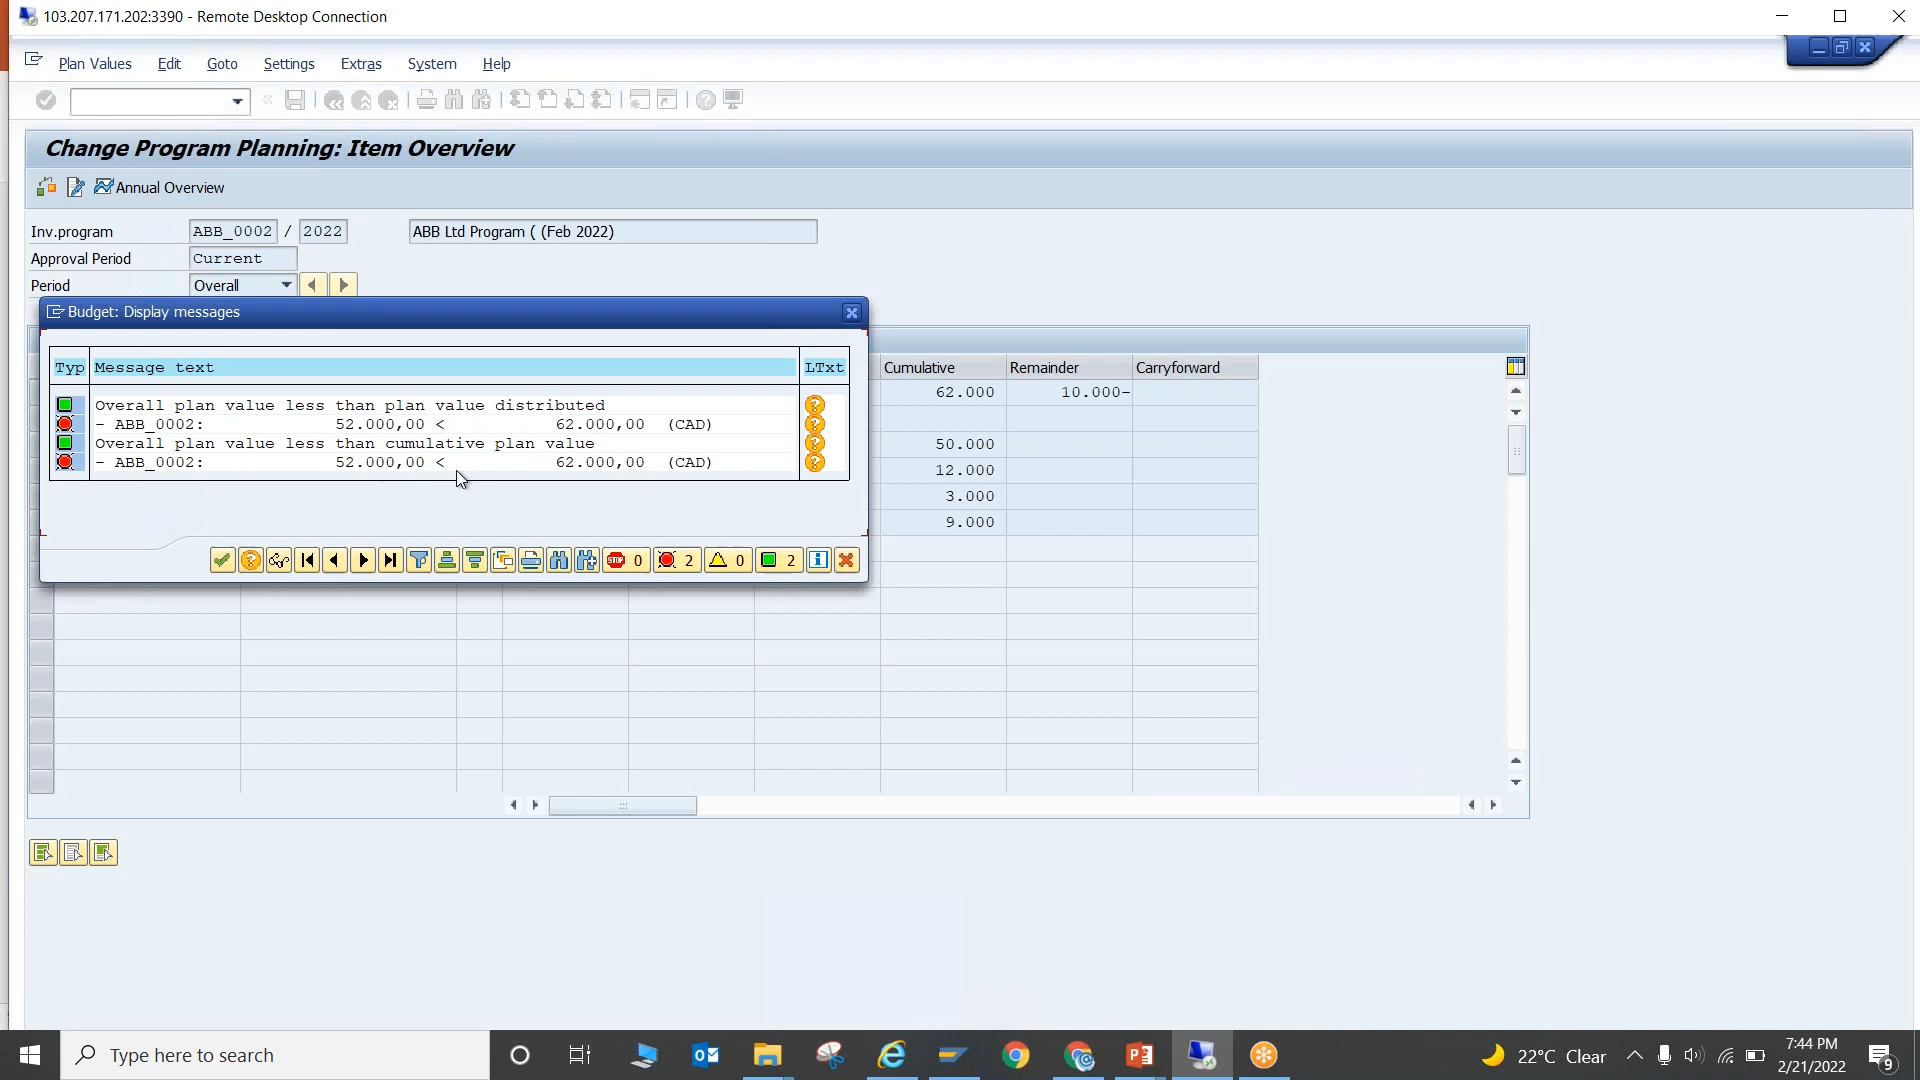 103.207.171.202:3390 - Remote Desktop Connection
Plan Values Edit Goto Settings Extras System Help
Change Program Planning: Item Overview
Annual Overview
Inv.program ABB_0002 / 2022 ABB Ltd Program ( (Feb 2022)
Approval Period Current
Period Overall
Budget: Display messages
Typ Message text LTxt
Overall plan value less than plan value distributed
- ABB_0002: 52.000,00 < 62.000,00 (CAD)
Overall plan value less than cumulative plan value
- ABB_0002: 52.000,00 < 62.000,00 (CAD)
STOP 0 2 0 2
Cumulative Remainder Carryforward
62.000 10.000-
50.000
12.000
3.000
9.000
Type here to search
22°C Clear
7:44 PM
2/21/2022
9